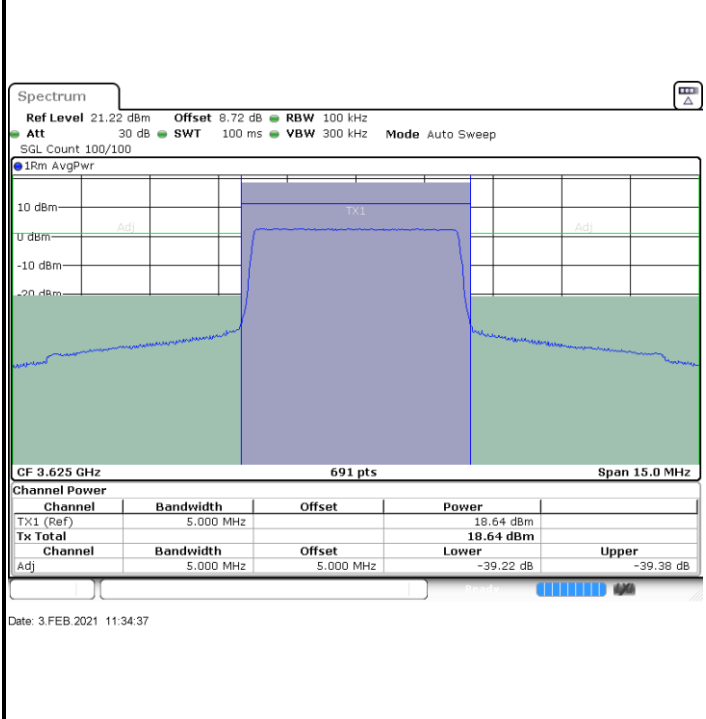 Spectrum
Ref Level 21.22 dBm Offset 8.72 dB RBW 100 kHz
Att 30 dB SWT 100 ms VBW 300 kHz Mode Auto Sweep
SGL Count 100/100
1Rm AvgPwr
10 dBm
TX1
Adj Adj
0 dBm
-10 dBm
-20 dBm
CF 3.625 GHz 691 pts Span 15.0 MHz
Channel Power
Channel Bandwidth Offset Power
TX1 (Ref) 5.000 MHz 18.64 dBm
Tx Total 18.64 dBm
Channel Bandwidth Offset Lower Upper
Adj 5.000 MHz 5.000 MHz -39.22 dB -39.38 dB
Ready
Date: 3.FEB.2021 11:34:37